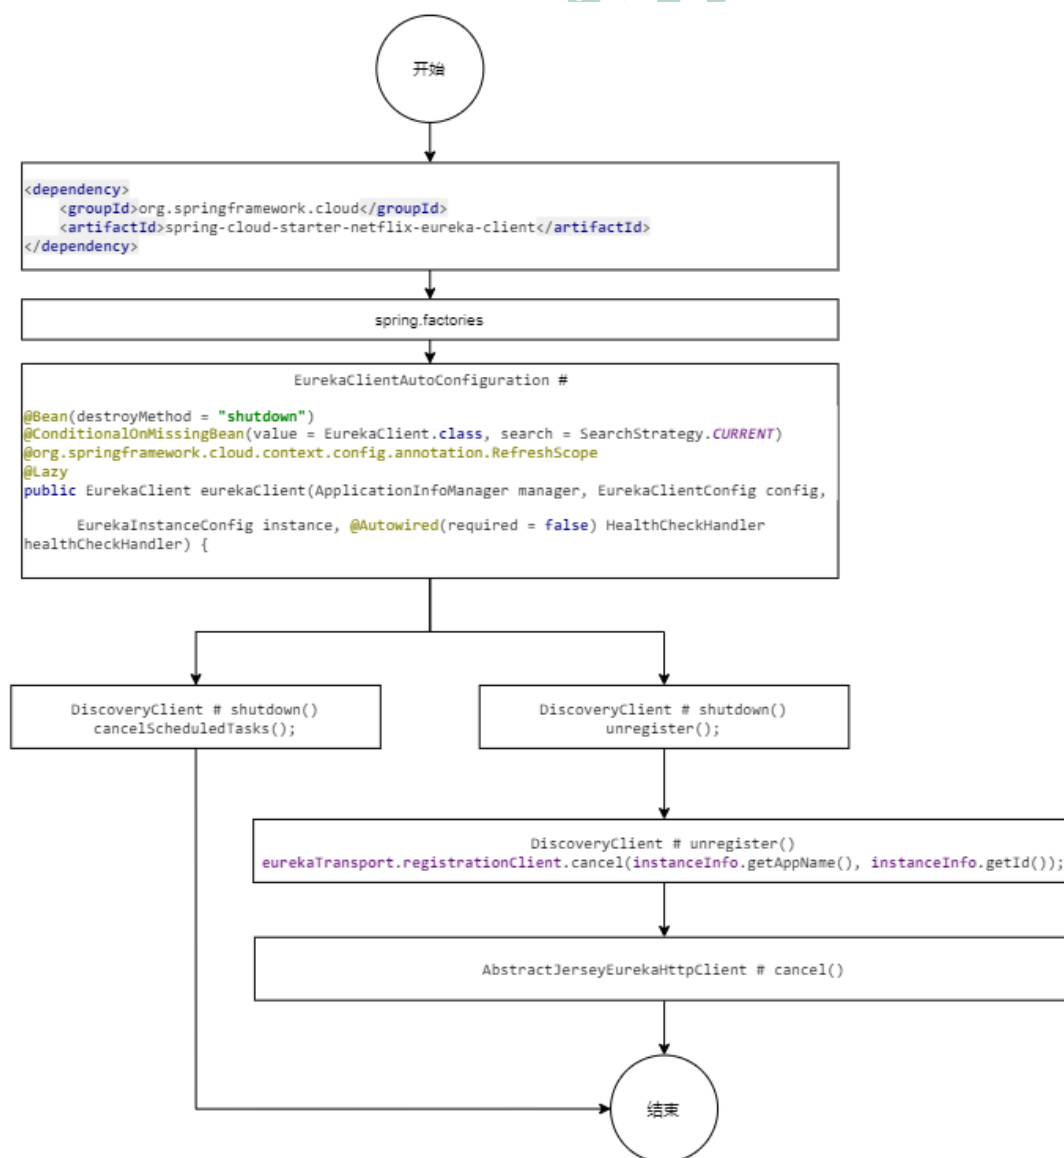 开始
<dependency>
<groupId>org.springframework.cloud</groupId>
<artifactId>spring-cloud-starter-netflix-eureka-client</artifactId>
</dependency>
spring.factories
EurekaClientAutoConfiguration #
@Bean(destroyMethod = "shutdown")
@ConditionalOnMissingBean(value = EurekaClient.class, search = SearchStrategy.CURRENT)
@org.springframework.cloud.context.config.annotation.RefreshScope
@Lazy
public EurekaClient eurekaClient(ApplicationInfoManager manager, EurekaClientConfig config,
EurekaInstanceConfig instance, @Autowired(required = false) HealthCheckHandler
healthCheckHandler) {
DiscoveryClient # shutdown()
cancelScheduledTasks();
DiscoveryClient # shutdown()
unregister();
DiscoveryClient # unregister()
eurekaTransport.registrationClient.cancel(instanceInfo.getAppName(), instanceInfo.getId());
AbstractJerseyEurekaHttpClient # cancel()
结束